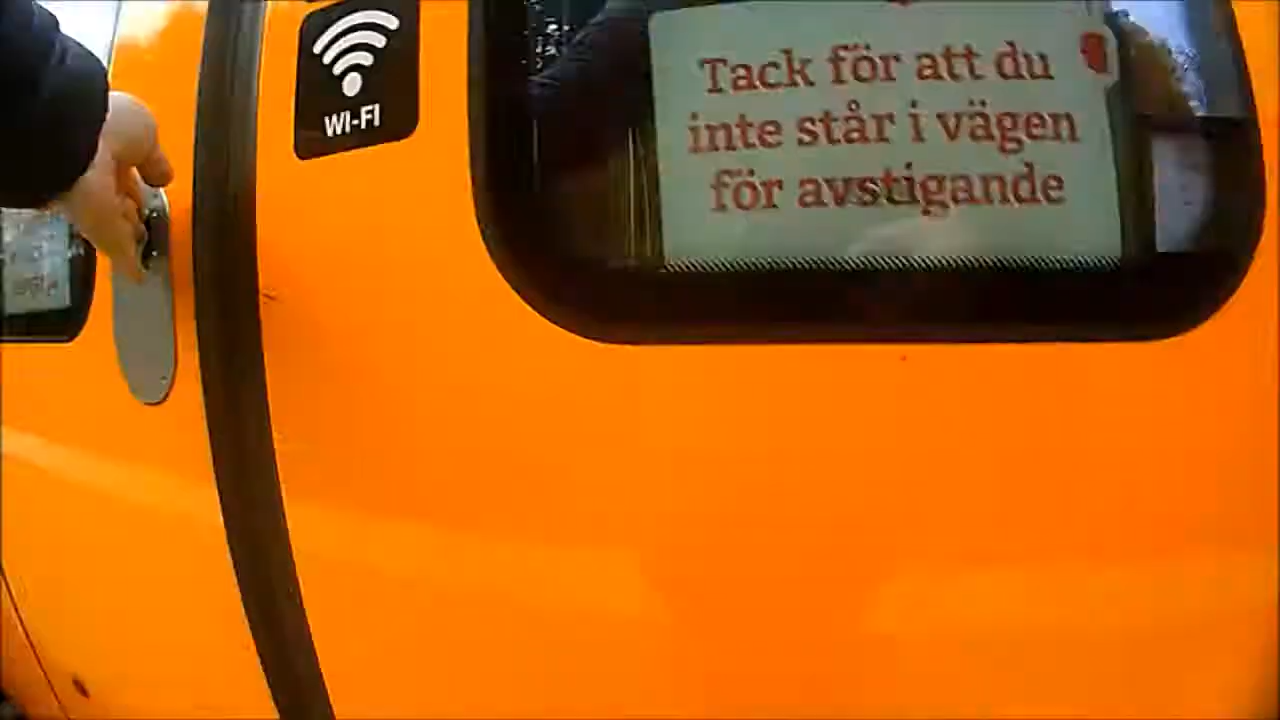 WI-FI
Tack för att du
inte står i vägen
för avstigande